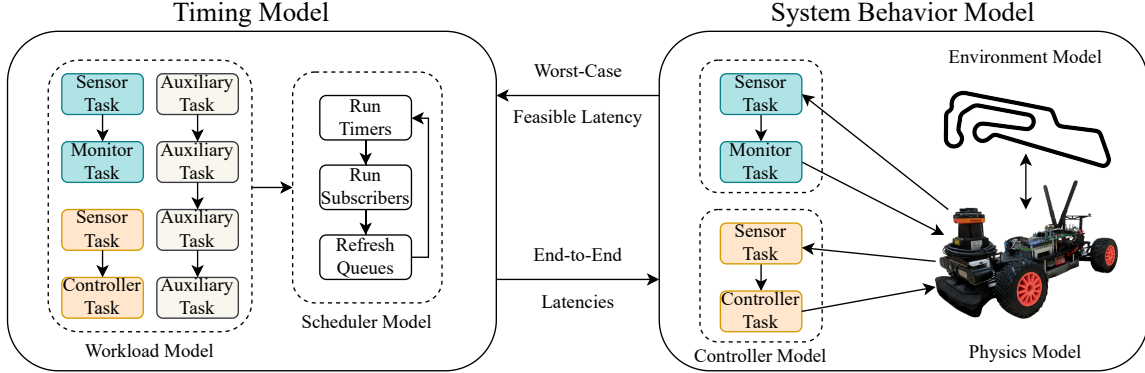 Timing Model
Sensor
Task
Monitor
Task
Sensor
Task
Controller
Task
Auxiliary
Task
Auxiliary
Task
Auxiliary
Task
Auxiliary
Task
Workload Model
Run
Timers
Run
Subscribers
Refresh
Queues
Scheduler Model
Worst-Case
Feasible Latency
End-to-End
Latencies
System Behavior Model
Sensor
Task
Monitor
Task
Sensor
Task
Controller
Task
Controller Model
Environment Model
Physics Model